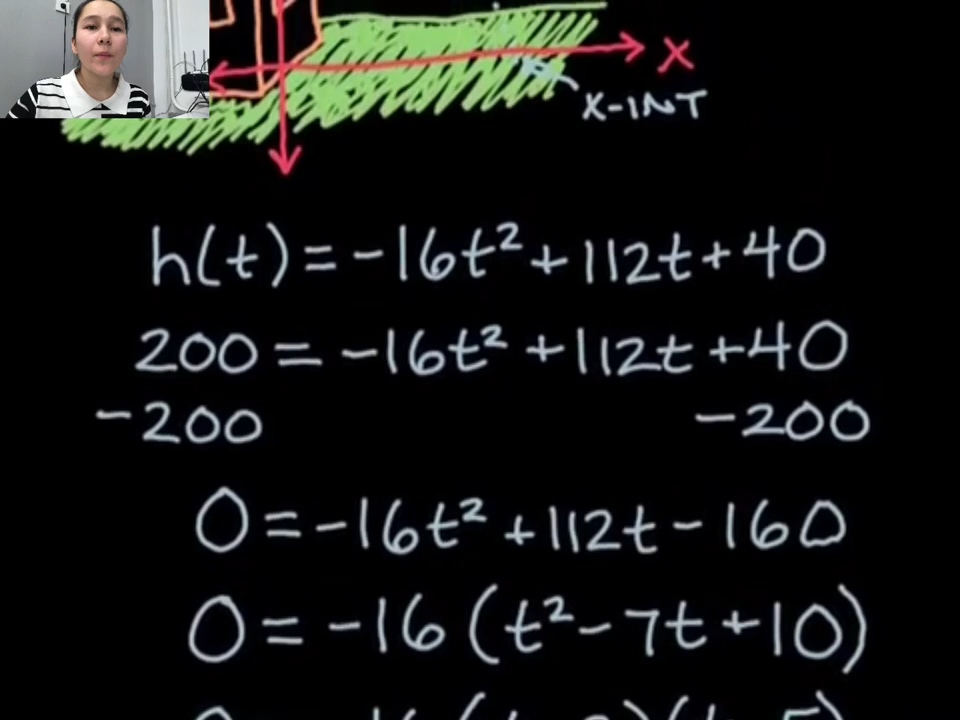 X
X-INT
h(t) = -16t² + 112t + 40
200 = -16t² + 112t + 40
-200 -200
0 = -16t² + 112t - 160
0 = -16 (t² - 7t + 10)